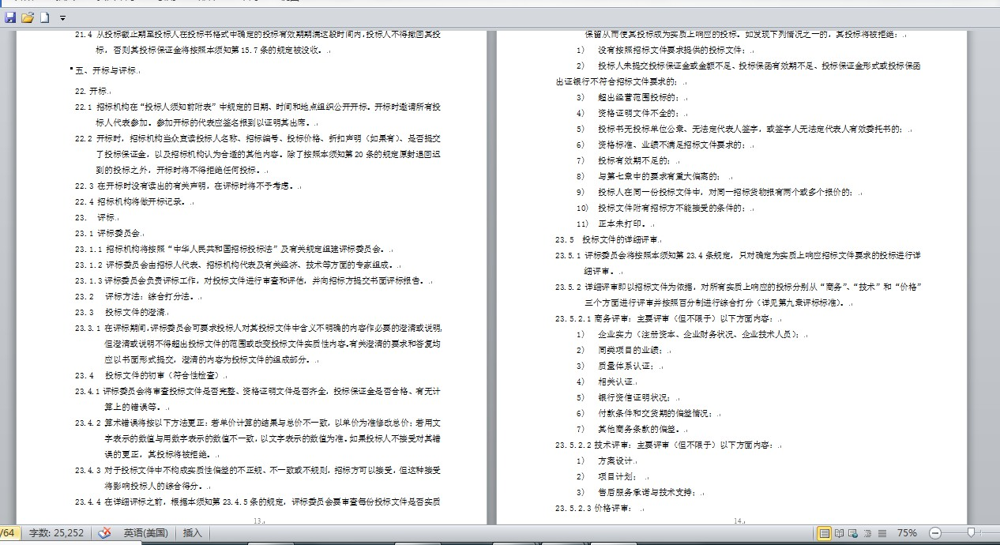 21.4 从投标截止期至投标人在投标书格式中确定的投标有效期期满这段时间内，投标人不得撤回其投
标，否则其投标保证金将按照本须知第15.7 条的规定被没收。
五、开标与评标
22. 开标
22.1 招标机构在“投标人须知前附表”中规定的日期、时间和地点组织公开开标。开标时邀请所有投
标人代表参加。参加开标的代表应签名报到以证明其出席。
22.2 开标时，招标机构当众宣读投标人名称、招标编号、投标价格、折扣声明（如果有）、是否提交
了投标保证金，以及招标机构认为合适的其他内容。除了按照本须知第 20 条的规定原封退回迟
到的投标之外，开标时将不得拒绝任何投标。
22.3 在开标时没有读出的有关声明，在评标时将不予考虑。
22.4 招标机构将做开标记录。
23. 评标
23.1 评标委员会
23.1.1 招标机构将按照“中华人民共和国招标投标法”及有关规定组建评标委员会。
23.1.2 评标委员会由招标人代表、招标机构代表及有关经济、技术等方面的专家组成。
23.1.3 评标委员会负责评标工作，对投标文件进行审查和评估，并向招标方提交书面评标报告。
23.2 评标方法：综合打分法。
23.3 投标文件的澄清
23.3.1 在评标期间，评标委员会可要求投标人对其投标文件中含义不明确的内容作必要的澄清或说明，
但澄清或说明不得超出投标文件的范围或改变投标文件实质性内容。有关澄清的要求和答复均
应以书面形式提交，澄清的内容为投标文件的组成部分。
23.4 投标文件的初审（符合性检查）
23.4.1 评标委员会将审查投标文件是否完整、资格证明文件是否齐全，投标保证金是否合格、有无计
算上的错误等。
23.4.2 算术错误将按以下方法更正：若单价计算的结果与总价不一致，以单价为准修改总价；若用文
字表示的数值与用数字表示的数值不一致，以文字表示的数值为准。如果投标人不接受对其错
误的更正，其投标将被拒绝。
23.4.3 对于投标文件中不构成实质性偏差的不正规、不一致或不规则，招标方可以接受，但这种接受
将影响投标人的综合得分。
23.4.4 在详细评标之前，根据本须知第 23.4.5 条的规定，评标委员会要审查每份投标文件是否实质
13
保留从而使其投标成为实质上响应的投标。如发现下列情况之一的，其投标将被拒绝：
1） 没有按照招标文件要求提供的投标文件；
2） 投标人未提交投标保证金或金额不足、投标保函有效期不足、投标保证金形式或投标保函
出证银行不符合招标文件要求的；
3） 超出经营范围投标的；
4） 资格证明文件不全的；
5） 投标书无投标单位公章、无法定代表人签字，或签字人无法定代表人有效委托书的；
6） 资格标准、业绩不满足招标文件要求的；
7） 投标有效期不足的；
8） 与第七章中的要求有重大偏离的；
9） 投标人在同一份投标文件中，对同一招标货物报有两个或多个报价的；
10） 投标文件附有招标方不能接受的条件的；
11） 正本未打印。
23.5 投标文件的详细评审
23.5.1 评标委员会将按照本须知第 23.4 条规定，只对确定为实质上响应招标文件要求的投标进行详
细评审。
23.5.2 详细评审即以招标文件为依据，对所有实质上响应的投标分别从“商务”、“技术”和“价格”
三个方面进行评审并按照百分制进行综合打分（详见第九章评标标准）。
23.5.2.1 商务评审：主要评审（但不限于）以下方面内容：
1） 企业实力（注册资本、企业财务状况、企业技术人员）；
2） 同类项目的业绩；
3） 质量体系认证；
4） 相关认证
5） 银行资信证明状况；
6） 付款条件和交货期的偏差情况；
7） 其他商务条款的偏差。
23.5.2.2 技术评审：主要评审（但不限于）以下方面内容：
1） 方案设计
2） 项目计划；
3） 售后服务承诺与技术支持；
23.5.2.3 价格评审：
14
/64 字数: 25,252 英语(美国) 插入 75%